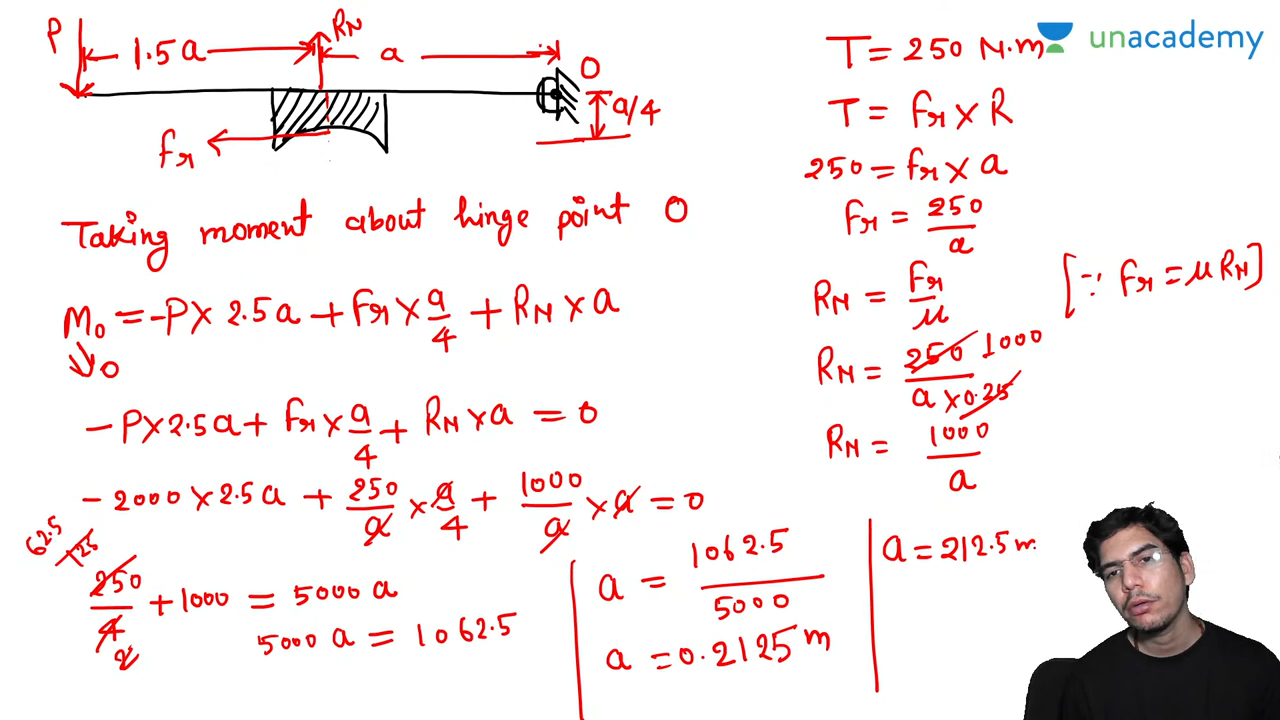 P
1.5a
RN
a
O
a/4
Fr
unacademy
Taking moment about hinge point O
M₀ = -P × 2.5a + Fr × a/4 + RN × a
↓0
-P × 2.5a + Fr × a/4 + RN × a = 0
-2000 × 2.5a + 250/a × a/4 + 1000/a × a = 0
62.5
125
250/4 + 1000 = 5000 a
2
5000 a = 1062.5
a = 1062.5/5000
a = 0.2125 m
a = 212.5 m
T = 250 N.m
T = Fr × R
250 = Fr × a
Fr = 250/a
RN = Fr/μ
[∵ Fr = μ RN]
RN = 250/(a × 0.25) 1000
RN = 1000/a